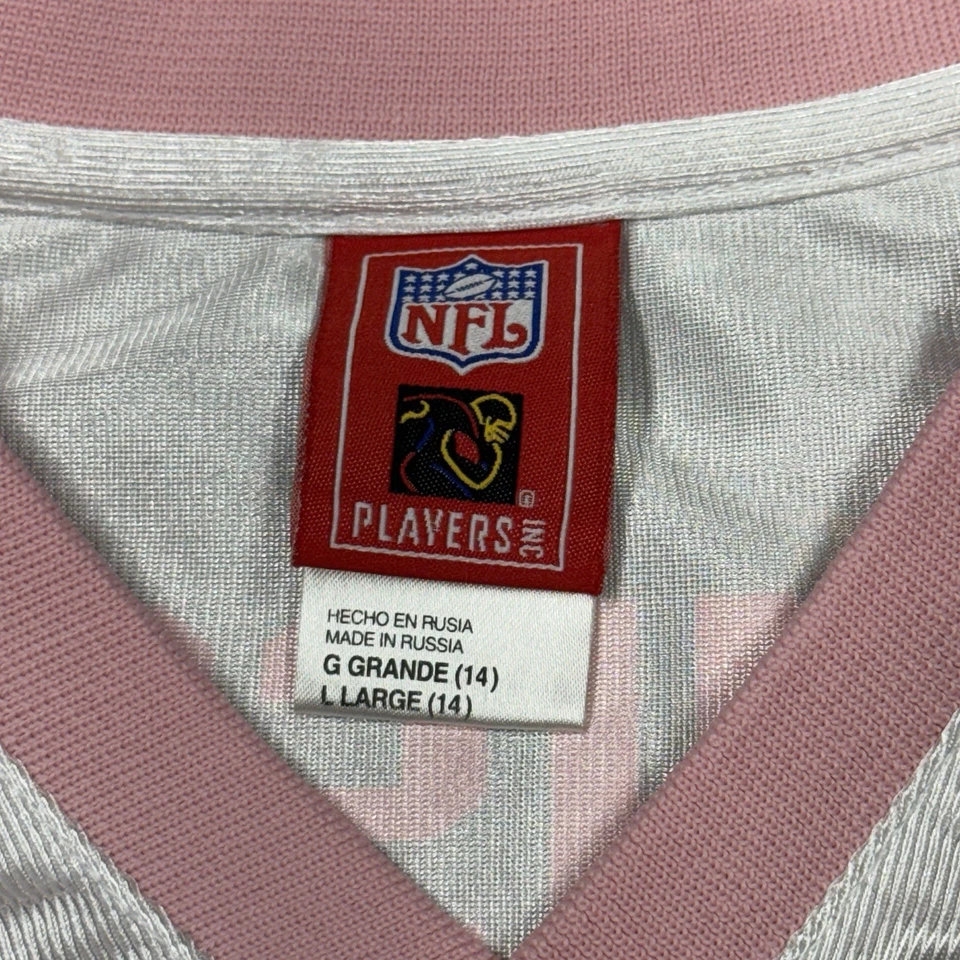 NFL
PLAYERS INC
HECHO EN RUSIA
MADE IN RUSSIA
G GRANDE (14)
L LARGE (14)